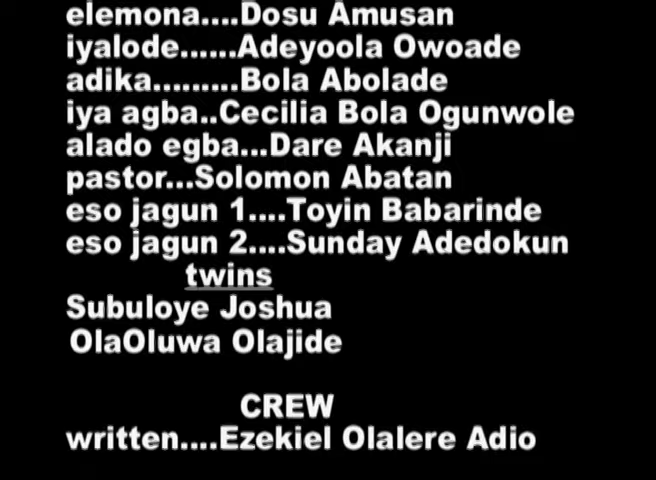 elemona....Dosu Amusan
iyalode......Adeyoola Owoade
adika.........Bola Abolade
iya agba..Cecilia Bola Ogunwole
alado egba...Dare Akanji
pastor...Solomon Abatan
eso jagun 1....Toyin Babarinde
eso jagun 2....Sunday Adedokun
twins
Subuloye Joshua
OlaOluwa Olajide
CREW
written....Ezekiel Olalere Adio